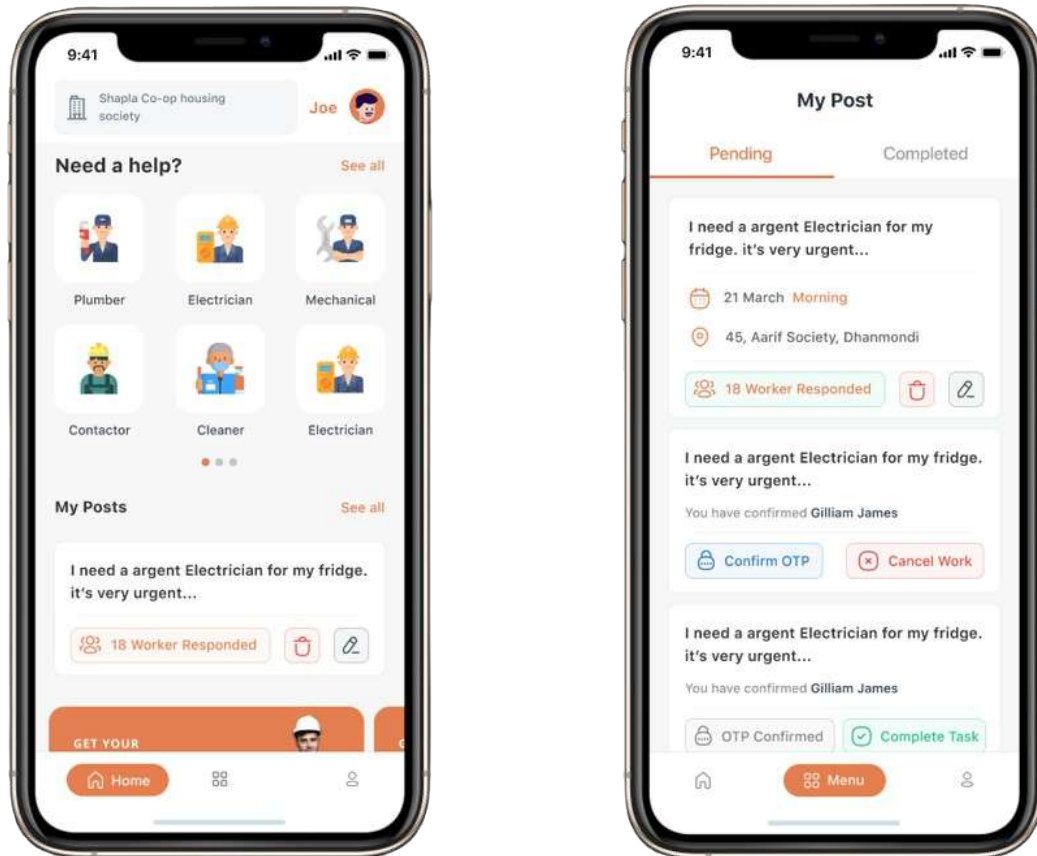 9:41
Shapla Co-op housing
society
Joe
Need a help?
See all
Plumber
Electrician
Mechanical
Contactor
Cleaner
Electrician
My Posts
See all
I need a argent Electrician for my fridge.
it's very urgent...
18 Worker Responded
GET YOUR
Home
9:41
My Post
Pending
Completed
I need a argent Electrician for my
fridge. it's very urgent...
21 March Morning
45, Aarif Society, Dhanmondi
18 Worker Responded
I need a argent Electrician for my fridge.
it's very urgent...
You have confirmed Gilliam James
Confirm OTP
Cancel Work
I need a argent Electrician for my fridge.
it's very urgent...
You have confirmed Gilliam James
OTP Confirmed
Complete Task
Menu